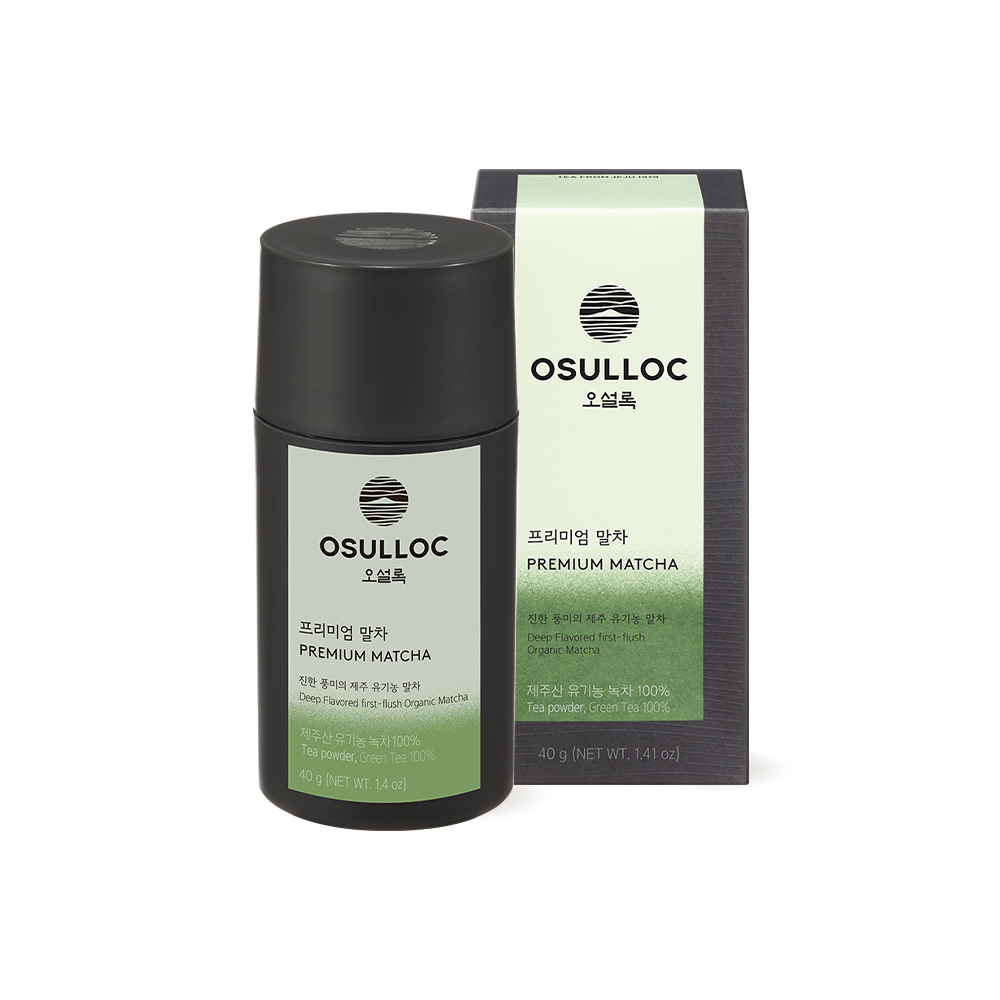 OSULLOC
오설록
프리미엄 말차
PREMIUM MATCHA
진한 풍미의 제주 유기농 말차
Deep Flavored first-flush Organic Matcha
제주산 유기농 녹차 100%
Tea powder, Green Tea 100%
40 g (NET WT. 1.4 oz)
TEA FROM JEJU 1979
OSULLOC
오설록
프리미엄 말차
PREMIUM MATCHA
진한 풍미의 제주 유기농 말차
Deep Flavored first-flush
Organic Matcha
제주산 유기농 녹차 100%
Tea powder, Green Tea 100%
40 g (NET WT. 1.41 oz)